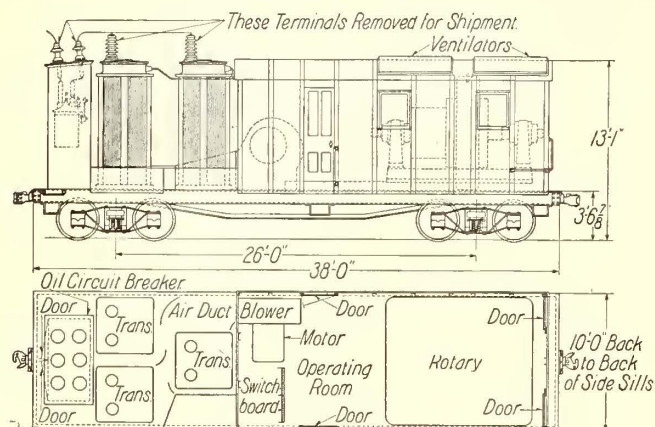 These Terminals Removed for Shipment.
Ventilators
13'-1"
3'-6 7/8
26'-0"
38'-0"
Oil Circuit Breaker
Door
Trans.
Air Duct
Blower
Door
Door
Motor
Trans.
Operating
Room
Rotary
10'-0" Back
to Back
of Side Sills
Trans.
Switch
board
Door
Door
Door